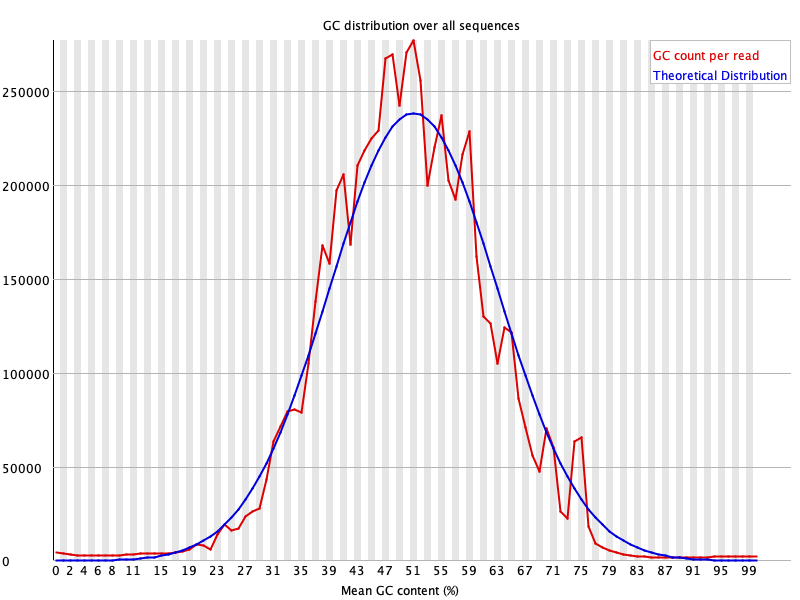 GC distribution over all sequences
GC count per read
Theoretical Distribution
250000
200000
150000
100000
50000
0
0 2 4 6 8 11 15 19 23 27 31 35 39 43 47 51 55 59 63 67 71 75 79 83 87 91 95 99
Mean GC content (%)